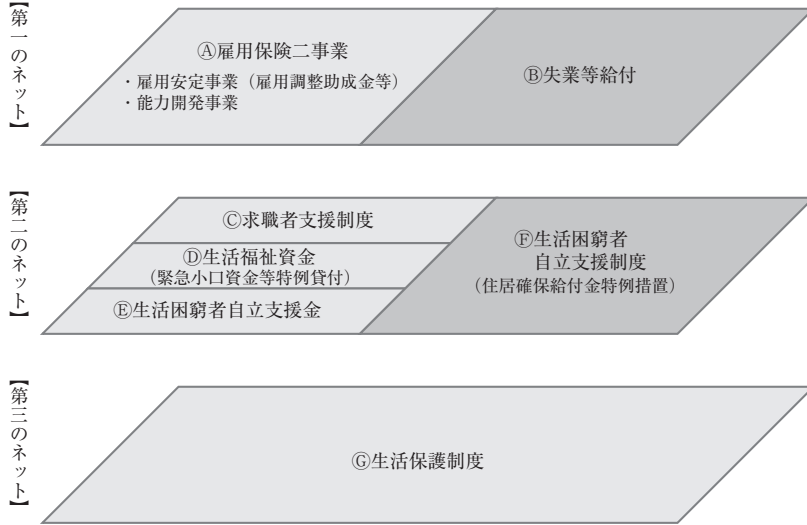 【第一のネット】
Ⓐ雇用保険二事業
・雇用安定事業（雇用調整助成金等）
・能力開発事業
Ⓑ失業等給付
【第二のネット】
Ⓒ求職者支援制度
Ⓓ生活福祉資金
（緊急小口資金等特例貸付）
Ⓔ生活困窮者自立支援金
Ⓕ生活困窮者
自立支援制度
（住居確保給付金特例措置）
【第三のネット】
Ⓖ生活保護制度